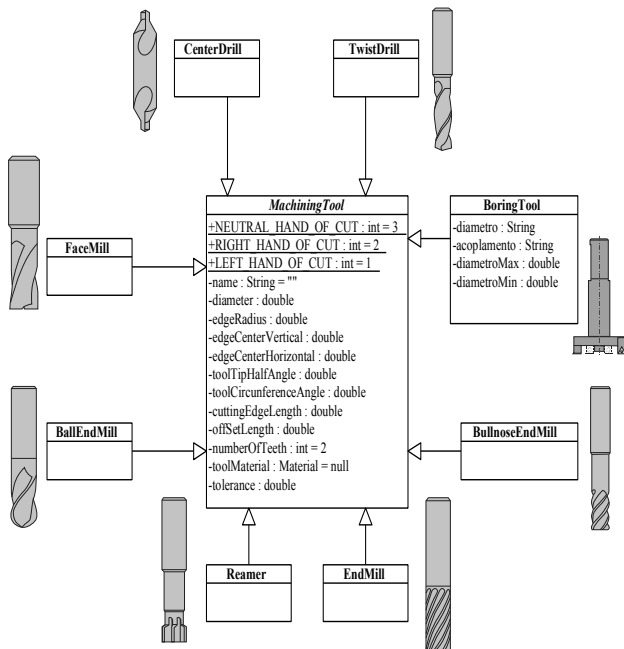 CenterDrill
TwistDrill
MachiningTool
+NEUTRAL_HAND_OF_CUT : int = 3
+RIGHT_HAND_OF_CUT : int = 2
+LEFT_HAND_OF_CUT : int = 1
-name : String = ""
-diameter : double
-edgeRadius : double
-edgeCenterVertical : double
-edgeCenterHorizontal : double
-toolTipHalfAngle : double
-toolCircunferenceAngle : double
-cuttingEdgeLength : double
-offSetLength : double
-numberOfTeeth : int = 2
-toolMaterial : Material = null
-tolerance : double
BoringTool
-diametro : String
-acoplamento : String
-diametroMax : double
-diametroMin : double
FaceMill
BallEndMill
BullnoseEndMill
Reamer
EndMill